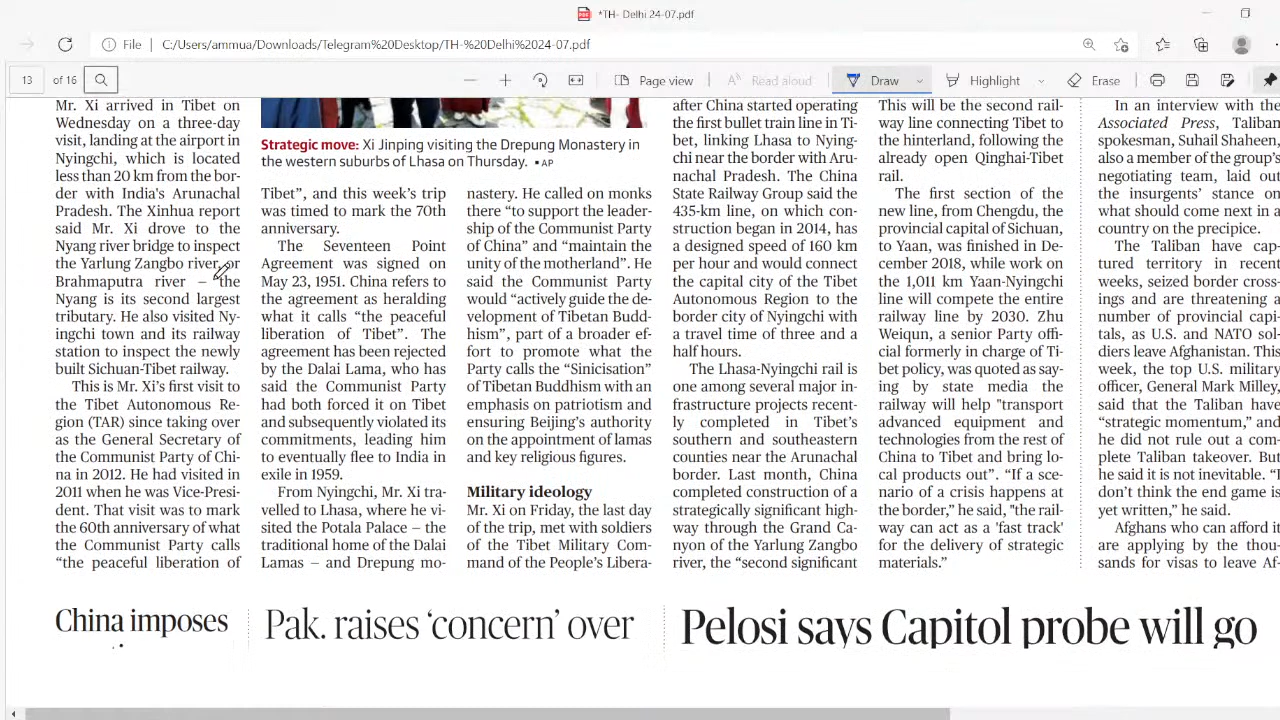 *TH- Delhi 24-07.pdf
File
C:/Users/ammua/Downloads/Telegram%20Desktop/TH-%20Delhi%2024-07.pdf
13 of 16
Page view
Read aloud
Draw
Highlight
Erase
Mr. Xi arrived in Tibet on
Wednesday on a three-day
visit, landing at the airport in
Nyingchi, which is located
less than 20 km from the bor-
der with India's Arunachal
Pradesh. The Xinhua report
said Mr. Xi drove to the
Nyang river bridge to inspect
the Yarlung Zangbo river or
Brahmaputra river – the
Nyang is its second largest
tributary. He also visited Ny-
ingchi town and its railway
station to inspect the newly
built Sichuan-Tibet railway.
This is Mr. Xi’s first visit to
the Tibet Autonomous Re-
gion (TAR) since taking over
as the General Secretary of
the Communist Party of Chi-
na in 2012. He had visited in
2011 when he was Vice-Presi-
dent. That visit was to mark
the 60th anniversary of what
the Communist Party calls
“the peaceful liberation of
Strategic move: Xi Jinping visiting the Drepung Monastery in
the western suburbs of Lhasa on Thursday. ▪AP
Tibet”, and this week’s trip
was timed to mark the 70th
anniversary.
The Seventeen Point
Agreement was signed on
May 23, 1951. China refers to
the agreement as heralding
what it calls “the peaceful
liberation of Tibet”. The
agreement has been rejected
by the Dalai Lama, who has
said the Communist Party
had both forced it on Tibet
and subsequently violated its
commitments, leading him
to eventually flee to India in
exile in 1959.
From Nyingchi, Mr. Xi tra-
velled to Lhasa, where he vi-
sited the Potala Palace – the
traditional home of the Dalai
Lamas – and Drepung mo-
nastery. He called on monks
there “to support the leader-
ship of the Communist Party
of China” and “maintain the
unity of the motherland”. He
said the Communist Party
would “actively guide the de-
velopment of Tibetan Budd-
hism”, part of a broader ef-
fort to promote what the
Party calls the “Sinicisation”
of Tibetan Buddhism with an
emphasis on patriotism and
ensuring Beijing’s authority
on the appointment of lamas
and key religious figures.
Military ideology
Mr. Xi on Friday, the last day
of the trip, met with soldiers
of the Tibet Military Com-
mand of the People’s Libera-
after China started operating
the first bullet train line in Ti-
bet, linking Lhasa to Nying-
chi near the border with Aru-
nachal Pradesh. The China
State Railway Group said the
435-km line, on which con-
struction began in 2014, has
a designed speed of 160 km
per hour and would connect
the capital city of the Tibet
Autonomous Region to the
border city of Nyingchi with
a travel time of three and a
half hours.
The Lhasa-Nyingchi rail is
one among several major in-
frastructure projects recent-
ly completed in Tibet’s
southern and southeastern
counties near the Arunachal
border. Last month, China
completed construction of a
strategically significant high-
way through the Grand Ca-
nyon of the Yarlung Zangbo
river, the “second significant
This will be the second rail-
way line connecting Tibet to
the hinterland, following the
already open Qinghai-Tibet
rail.
The first section of the
new line, from Chengdu, the
provincial capital of Sichuan,
to Yaan, was finished in De-
cember 2018, while work on
the 1,011 km Yaan-Nyingchi
line will compete the entire
railway line by 2030. Zhu
Weiqun, a senior Party offi-
cial formerly in charge of Ti-
bet policy, was quoted as say-
ing by state media the
railway will help "transport
advanced equipment and
technologies from the rest of
China to Tibet and bring lo-
cal products out”. “If a sce-
nario of a crisis happens at
the border,” he said, "the rail-
way can act as a 'fast track'
for the delivery of strategic
materials.”
In an interview with the
Associated Press, Taliban
spokesman, Suhail Shaheen,
also a member of the group’s
negotiating team, laid out
the insurgents’ stance on
what should come next in a
country on the precipice.
The Taliban have cap-
tured territory in recent
weeks, seized border cross-
ings and are threatening a
number of provincial capi-
tals, as U.S. and NATO sol-
diers leave Afghanistan. This
week, the top U.S. military
officer, General Mark Milley,
said that the Taliban have
“strategic momentum,” and
he did not rule out a com
plete Taliban takeover. But
he said it is not inevitable. “I
don’t think the end game is
yet written,” he said.
Afghans who can afford it
are applying by the thou-
sands for visas to leave Af-
China imposes
Pak. raises ‘concern’ over
Pelosi says Capitol probe will go